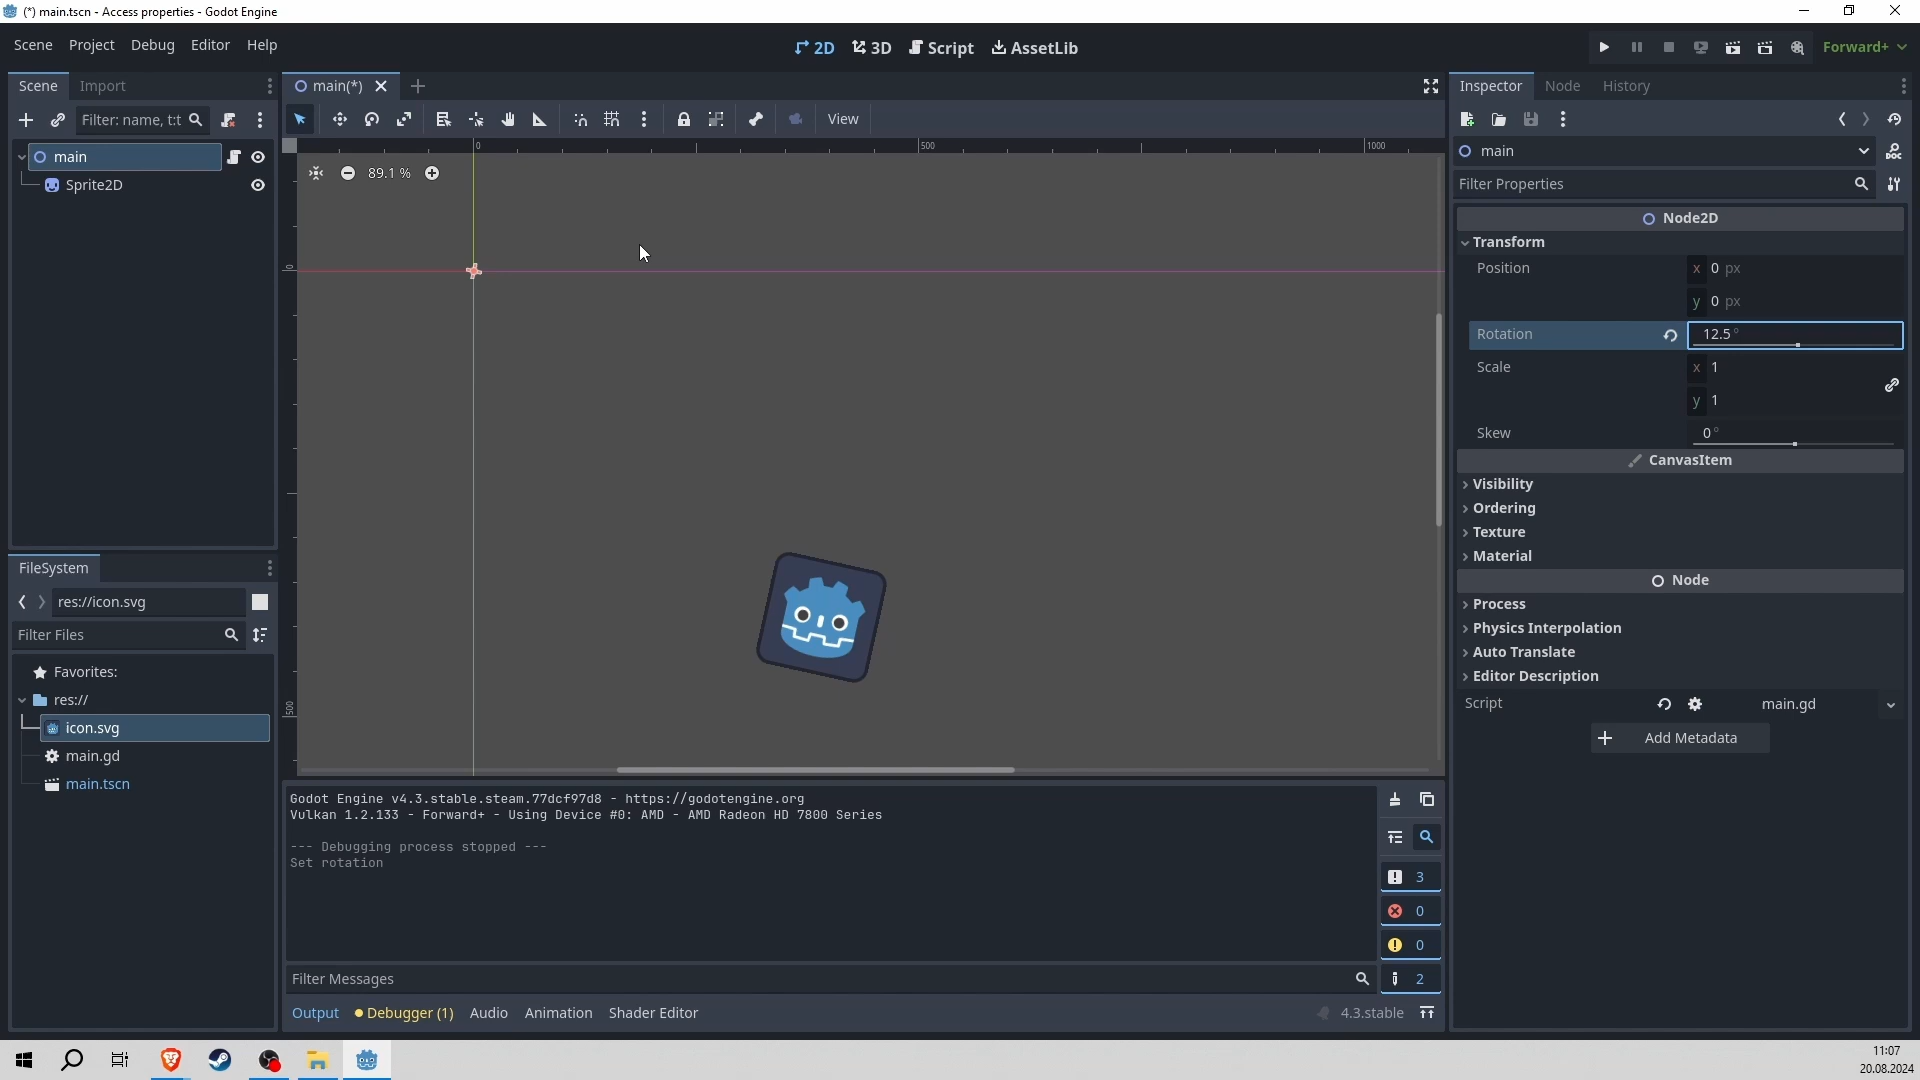 (*) main.tscn - Access properties - Godot Engine
Scene Project Debug Editor Help
2D 3D Script AssetLib
Forward+
Scene Import
main(*)
Inspector Node History
Filter: name, t:t
View
main
Sprite2D
0 500 1000
89.1 %
0
500
main
Filter Properties
Node2D
Transform
Position x 0 px
y 0 px
Rotation 12.5 °
Scale x 1
y 1
Skew 0 °
CanvasItem
Visibility
Ordering
Texture
Material
Node
Process
Physics Interpolation
Auto Translate
Editor Description
Script main.gd
Add Metadata
FileSystem
res://icon.svg
Filter Files
Favorites:
res://
icon.svg
main.gd
main.tscn
Godot Engine v4.3.stable.steam.77dcf97d8 - https://godotengine.org
Vulkan 1.2.133 - Forward+ - Using Device #0: AMD - AMD Radeon HD 7800 Series
--- Debugging process stopped ---
Set rotation
3
0
0
2
Filter Messages
Output Debugger (1) Audio Animation Shader Editor
4.3.stable
11:07
20.08.2024